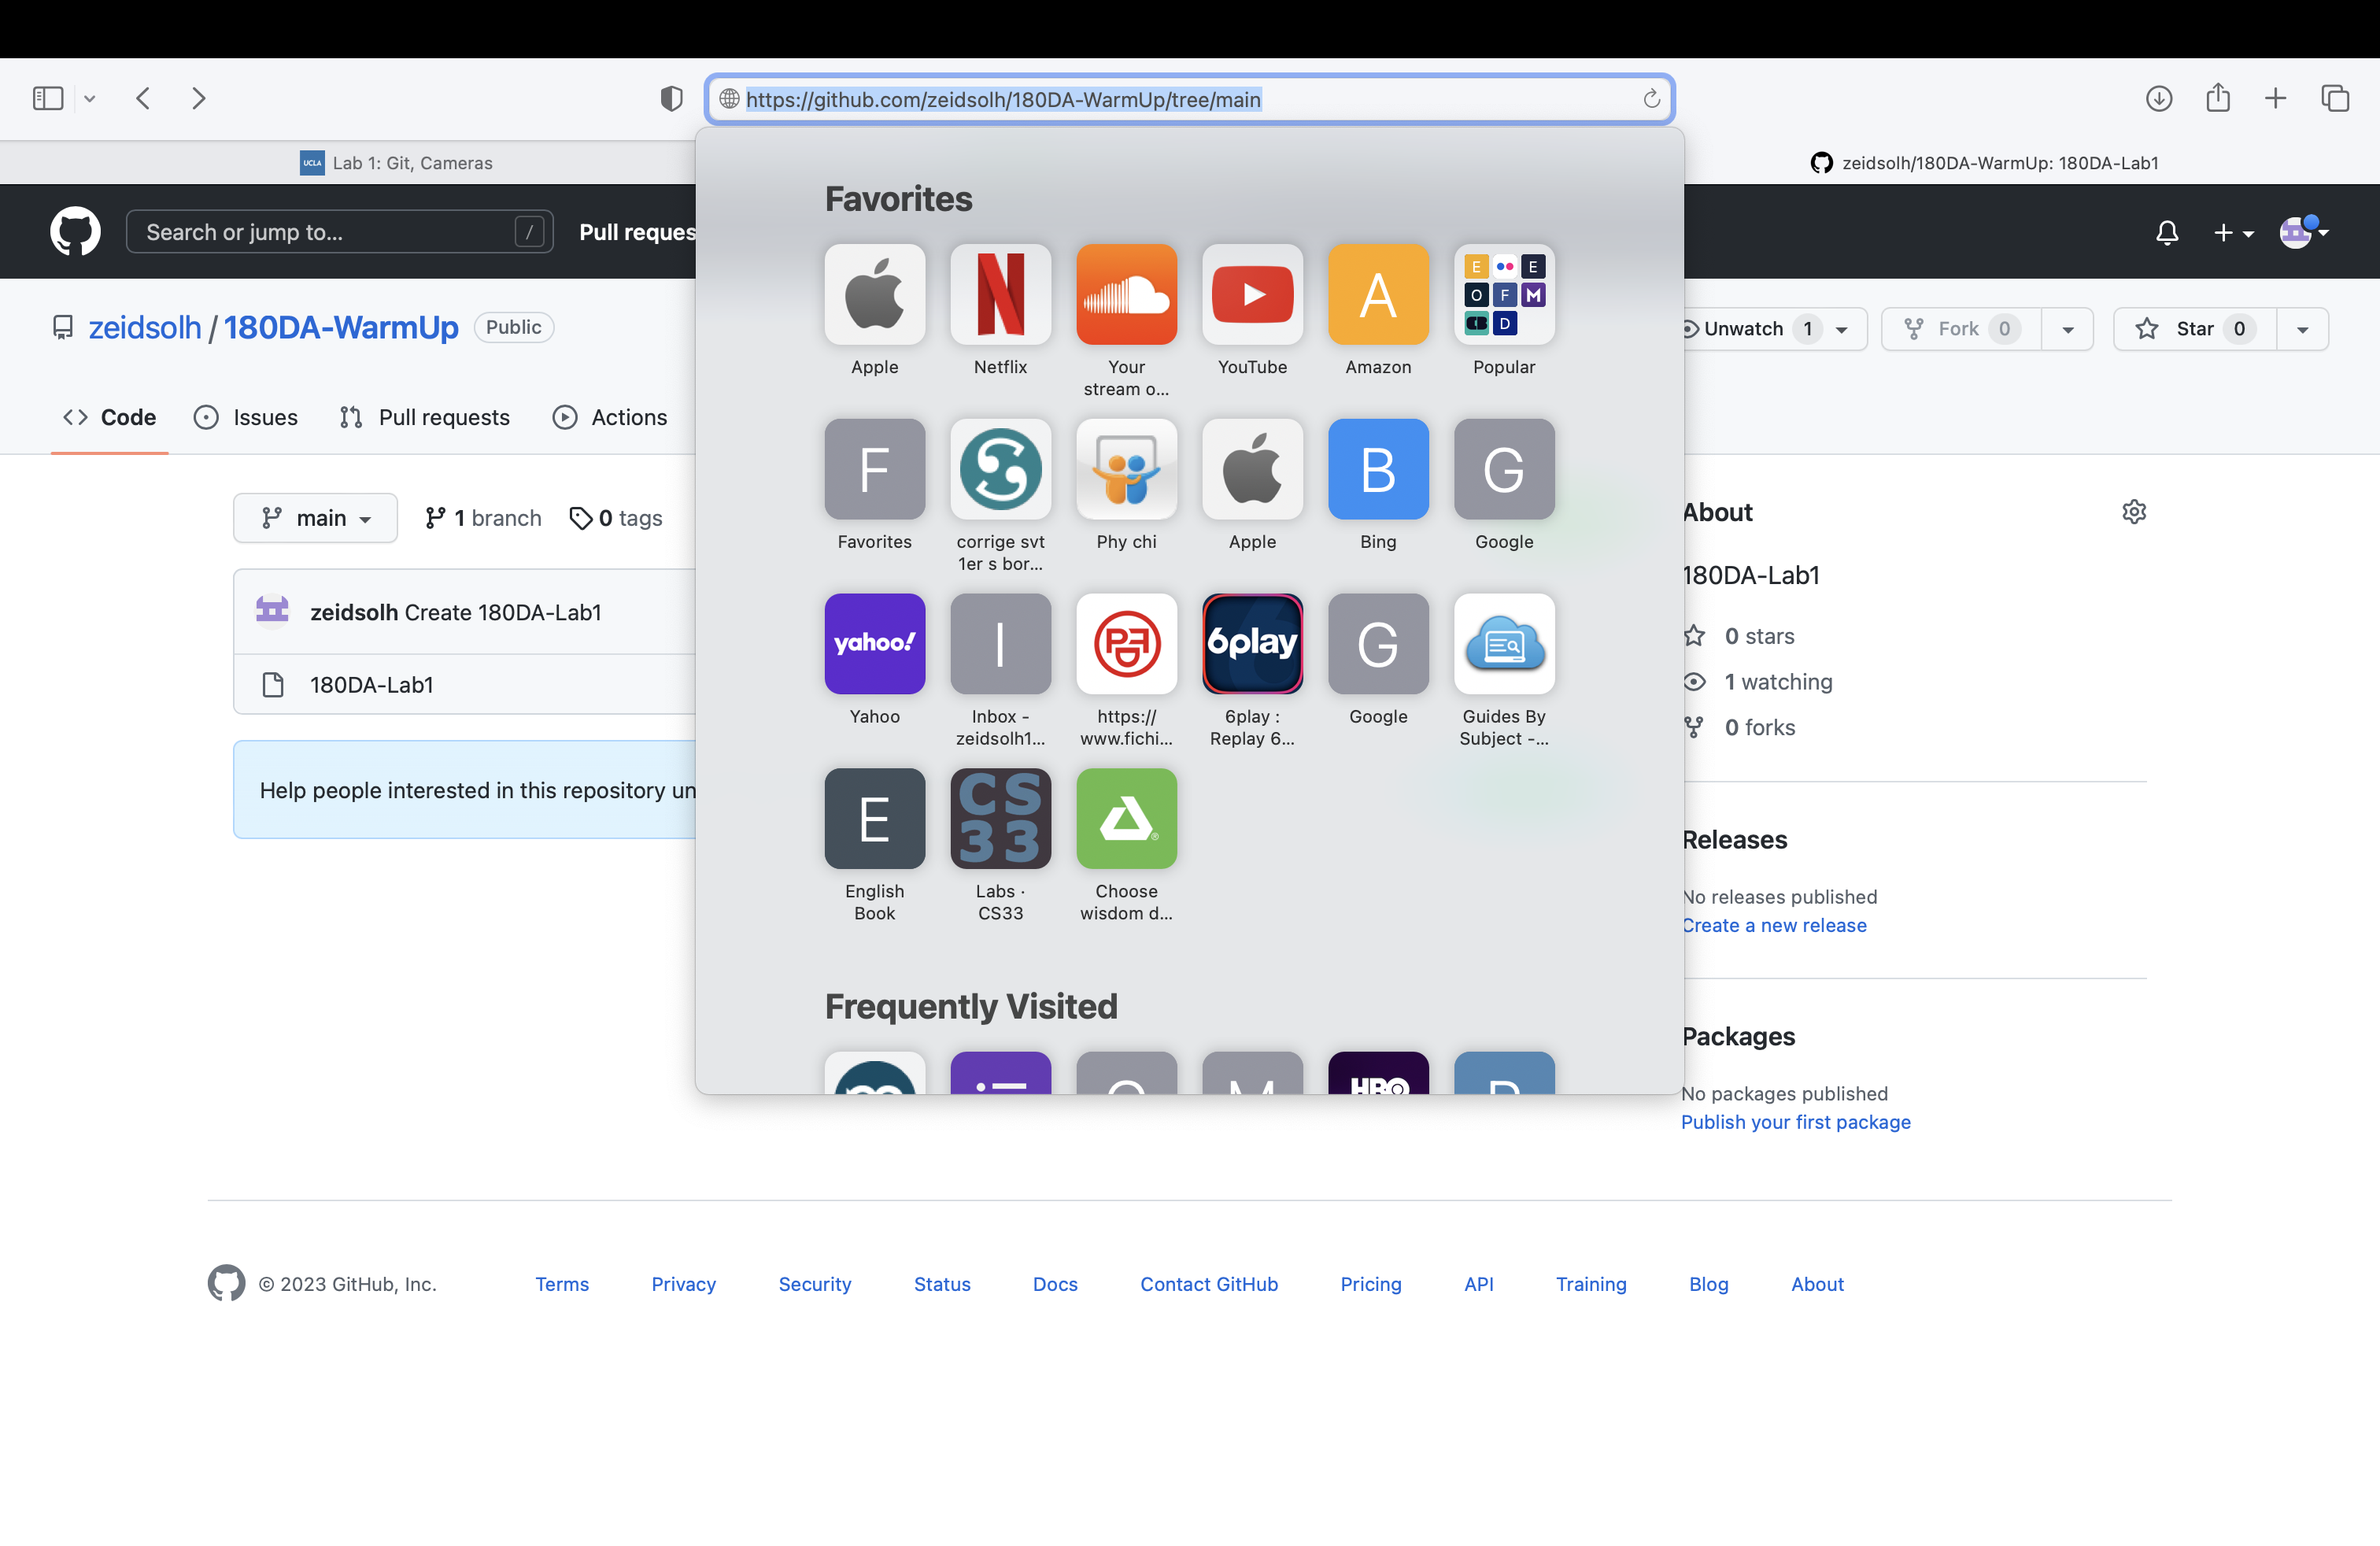 https://github.com/zeidsolh/180DA-WarmUp/tree/main
UCLA Lab 1: Git, Cameras
zeidsolh/180DA-WarmUp: 180DA-Lab1
Search or jump to... /
Pull reques
zeidsolh / 180DA-WarmUp Public
Unwatch 1
Fork 0
Star 0
Code Issues Pull requests Actions
main 1 branch 0 tags
zeidsolh Create 180DA-Lab1
180DA-Lab1
Help people interested in this repository un
Favorites
A
E E
O F M
D
Apple Netflix Your YouTube Amazon Popular
stream o...
F B G
Favorites corrige svt Phy chi Apple Bing Google
1er s bor...
yahoo! I 6play G
Yahoo Inbox - https:// 6play : Google Guides By
zeidsolh1... www.fichi... Replay 6... Subject -...
E CS
33
English Labs · Choose
Book CS33 wisdom d...
Frequently Visited
HBO
About
180DA-Lab1
0 stars
1 watching
0 forks
Releases
No releases published
Create a new release
Packages
No packages published
Publish your first package
© 2023 GitHub, Inc. Terms Privacy Security Status Docs Contact GitHub Pricing API Training Blog About